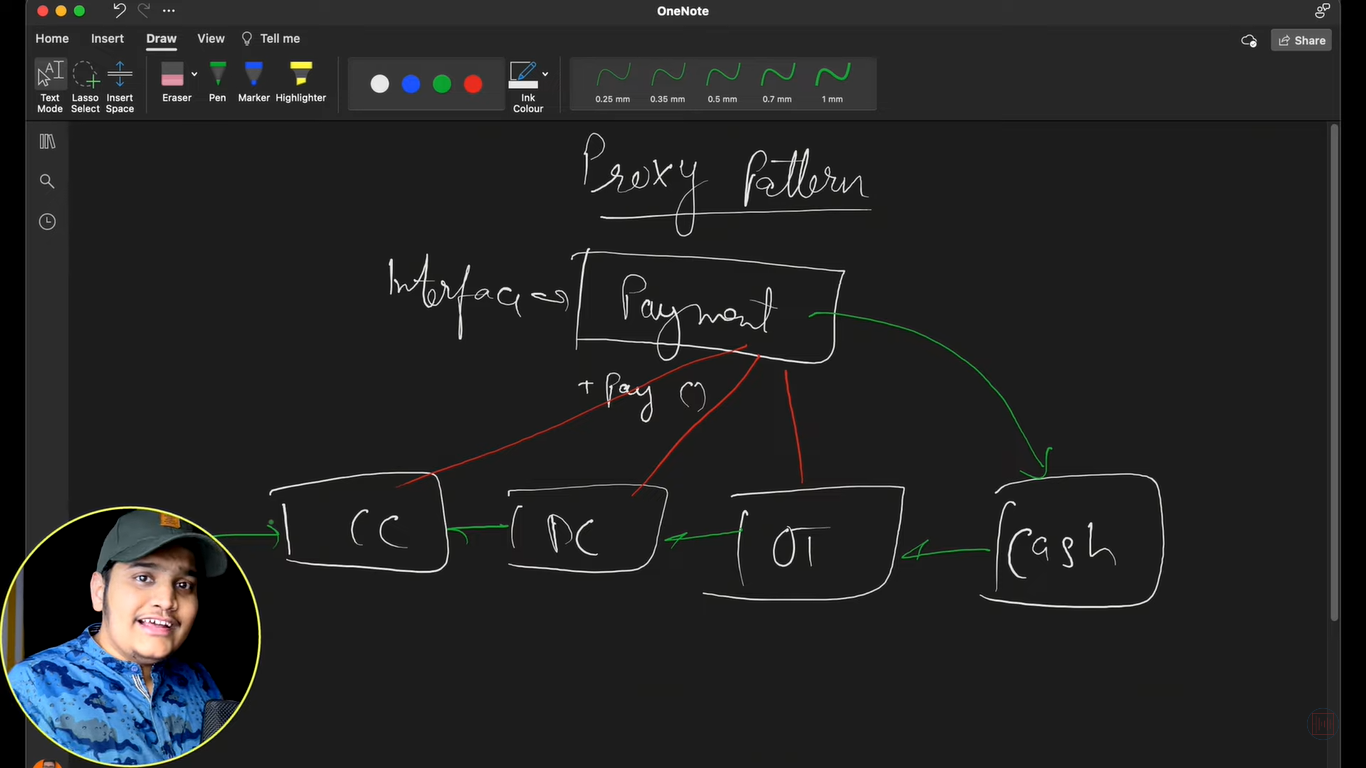 OneNote
Home Insert Draw View Tell me
Share
Text Mode
Lasso Select
Insert Space
Eraser
Pen
Marker
Highlighter
Ink Colour
0.25 mm
0.35 mm
0.5 mm
0.7 mm
1 mm
Proxy Pattern
Interface
Payment
+ Pay ()
CC
DC
OT
Cash